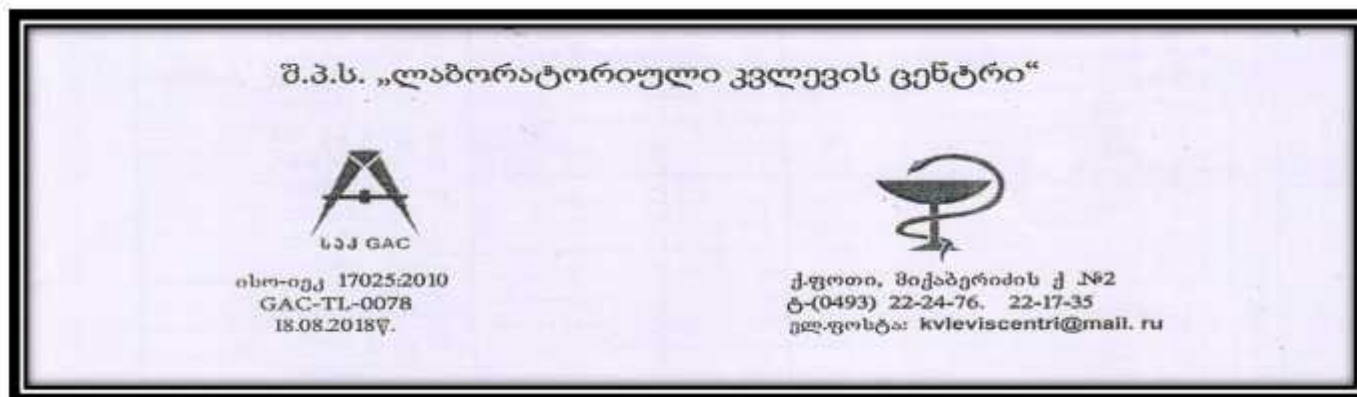 შ.პ.ს. „ლაბორატორიული კვლევის ცენტრი“
საკ GAC
ისო-იეკ 17025:2010
GAC-TL-0078
18.08.2018წ.
ქ.ფოთი, მიქაბერიძის ქ №2
ტ-(0493) 22-24-76. 22-17-35
ელ.ფოსტა: kvleviscentri@mail. ru